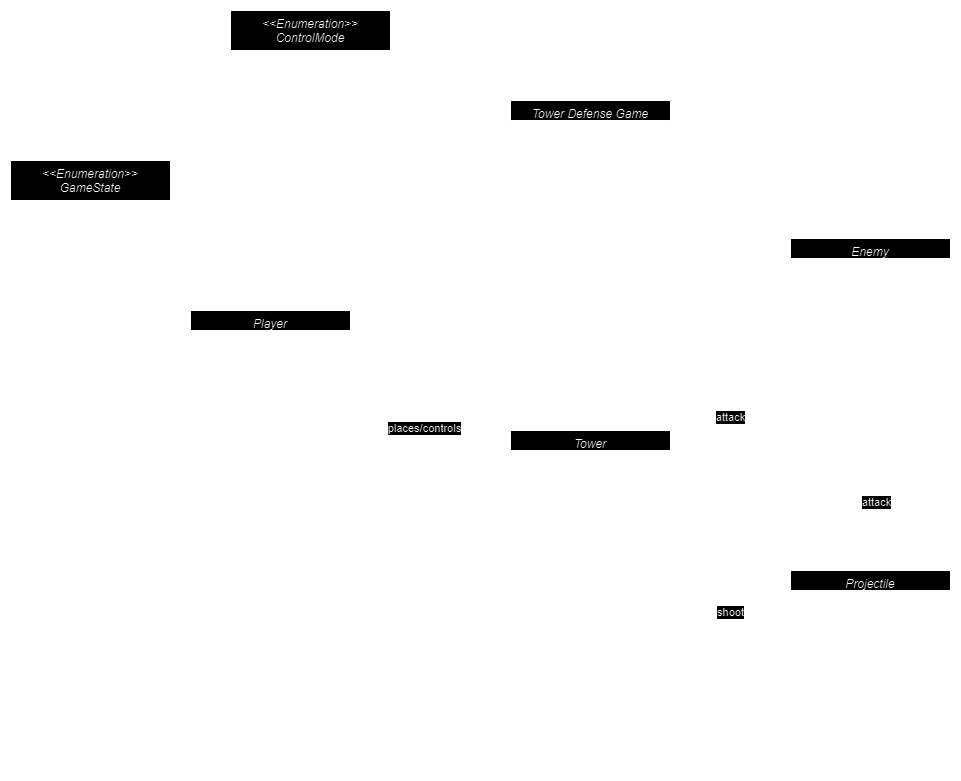 <<Enumeration>>
ControlMode
Tower Defense Game
<<Enumeration>>
GameState
Enemy
Player
attack
places/controls
Tower
attack
Projectile
shoot